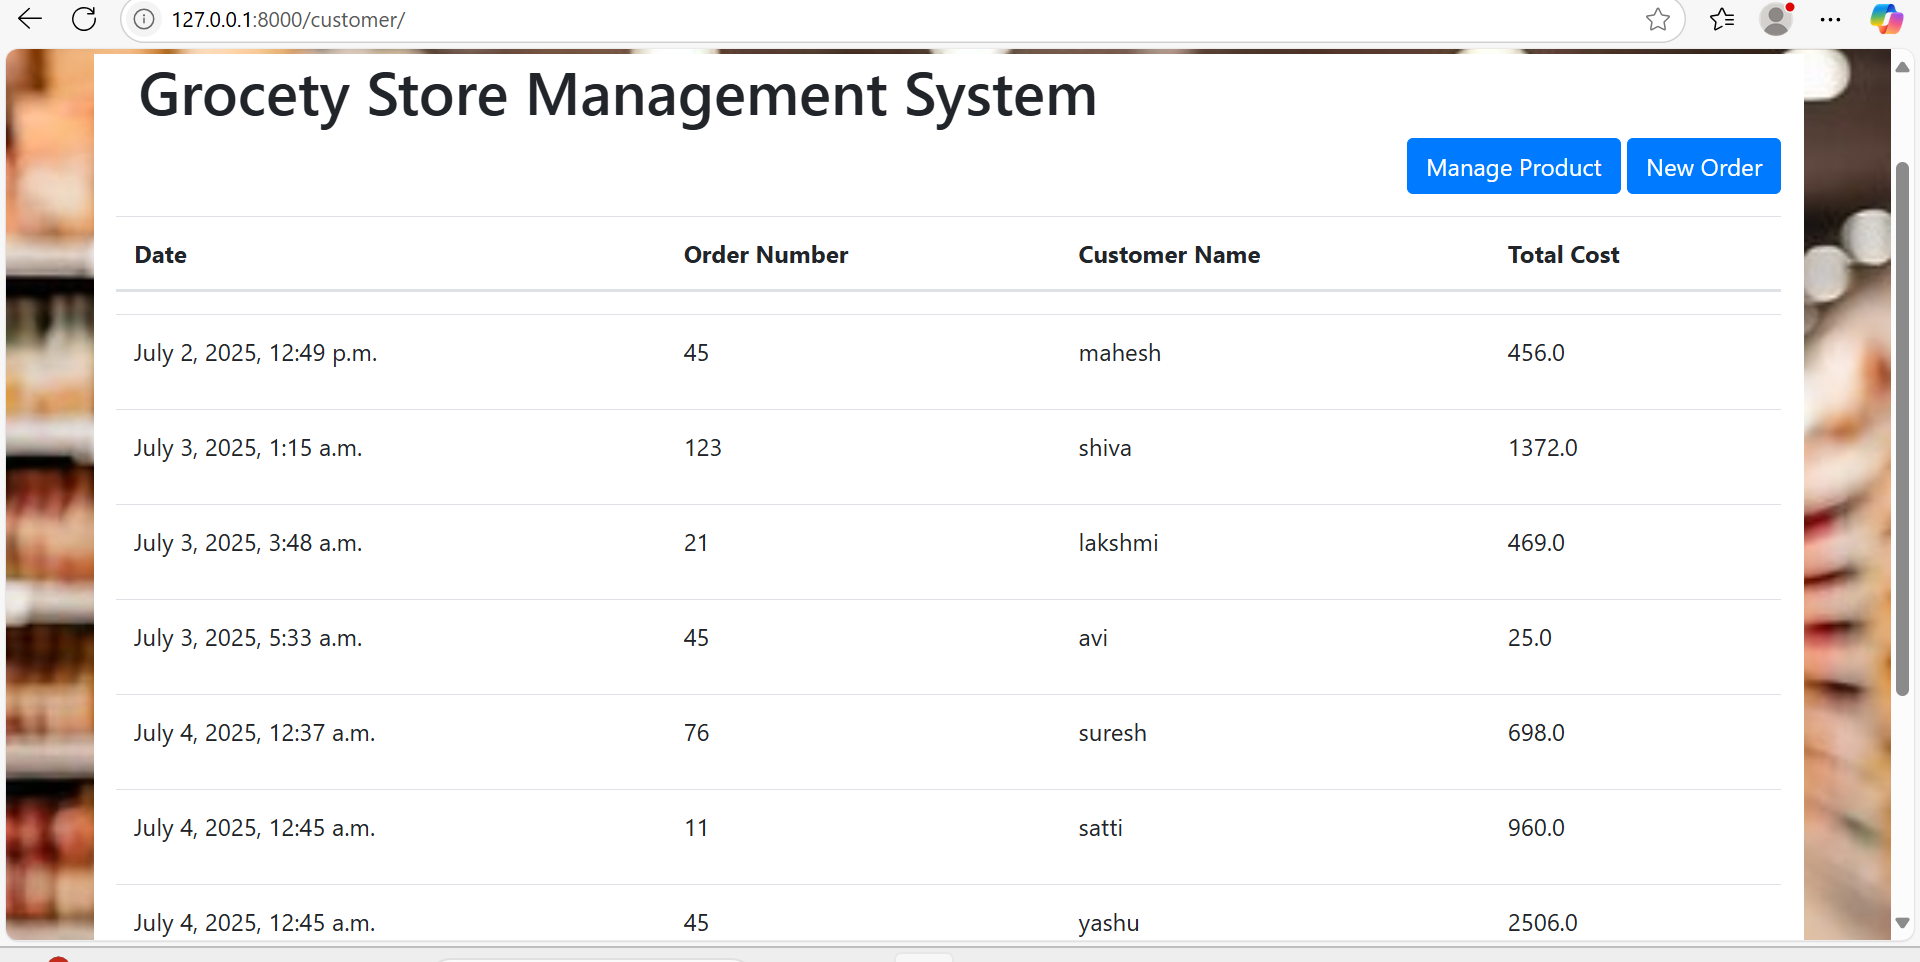 127.0.0.1:8000/customer/
Grocety Store Management System
Manage Product New Order
Date Order Number Customer Name Total Cost
July 2, 2025, 12:49 p.m. 45 mahesh 456.0
July 3, 2025, 1:15 a.m. 123 shiva 1372.0
July 3, 2025, 3:48 a.m. 21 lakshmi 469.0
July 3, 2025, 5:33 a.m. 45 avi 25.0
July 4, 2025, 12:37 a.m. 76 suresh 698.0
July 4, 2025, 12:45 a.m. 11 satti 960.0
July 4, 2025, 12:45 a.m. 45 yashu 2506.0